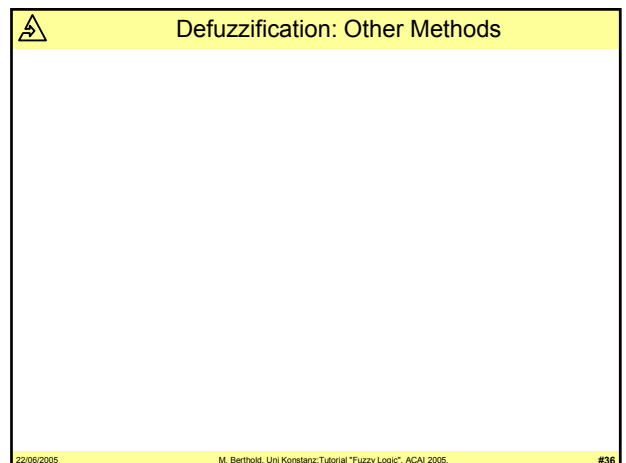 Defuzzification: Other Methods
22/06/2005 M. Berthold, Uni Konstanz:Tutorial "Fuzzy Logic", ACAI 2005. #36